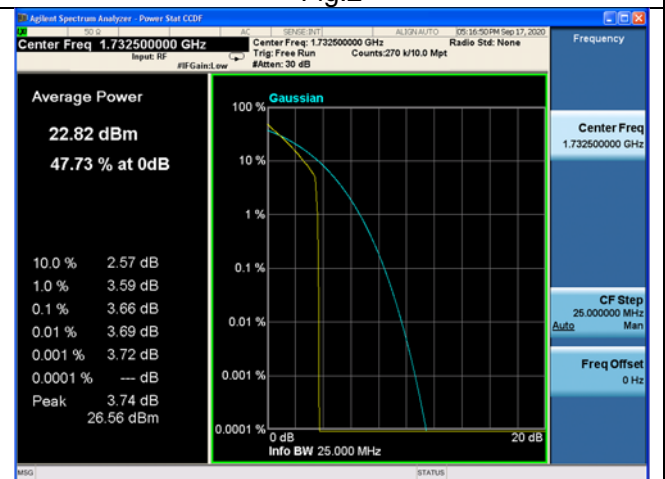 Agilent Spectrum Analyzer - Power Stat CCDF
50 Ω AC SENSE:INT ALIGN AUTO 05:16:50 PM Sep 17, 2020
Center Freq 1.732500000 GHz
Input: RF
#IFGain:Low
Center Freq: 1.732500000 GHz
Radio Std: None
Trig: Free Run
Counts:270 k/10.0 Mpt
#Atten: 30 dB
Frequency
Average Power
22.82 dBm
47.73 % at 0dB
10.0 % 2.57 dB
1.0 % 3.59 dB
0.1 % 3.66 dB
0.01 % 3.69 dB
0.001 % 3.72 dB
0.0001 % --- dB
Peak 3.74 dB
26.56 dBm
Gaussian
100 %
10 %
1 %
0.1 %
0.01 %
0.001 %
0.0001 %
0 dB
20 dB
Info BW 25.000 MHz
Center Freq
1.732500000 GHz
CF Step
25.000000 MHz
Auto Man
Freq Offset
0 Hz
MSG
STATUS